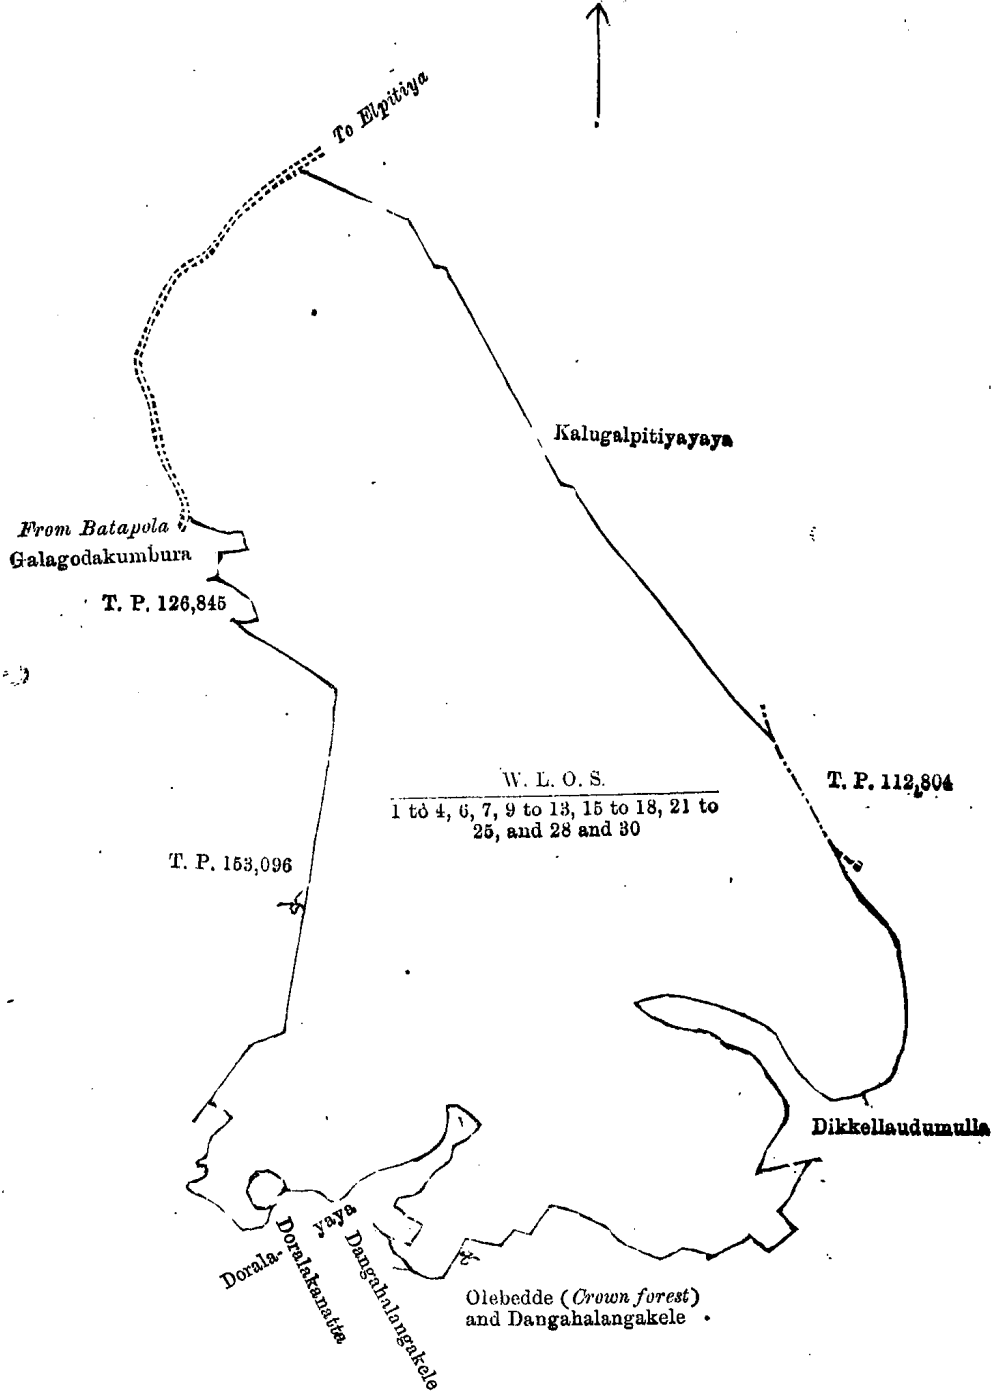 To Elpitiya
Kalugalpitiyayaya
From Batapola
Galagodakumbura
T. P. 126,845
W. L. O. S.
1 to 4, 6, 7, 9 to 13, 15 to 18, 21 to
25, and 28 and 30
T. P. 112,804
T. P. 153,096
Dikkellaudumulla
Dorala-
yaya
Doralakanatta
Dangahalangakele
Olebedde (Crown forest)
and Dangahalangakele